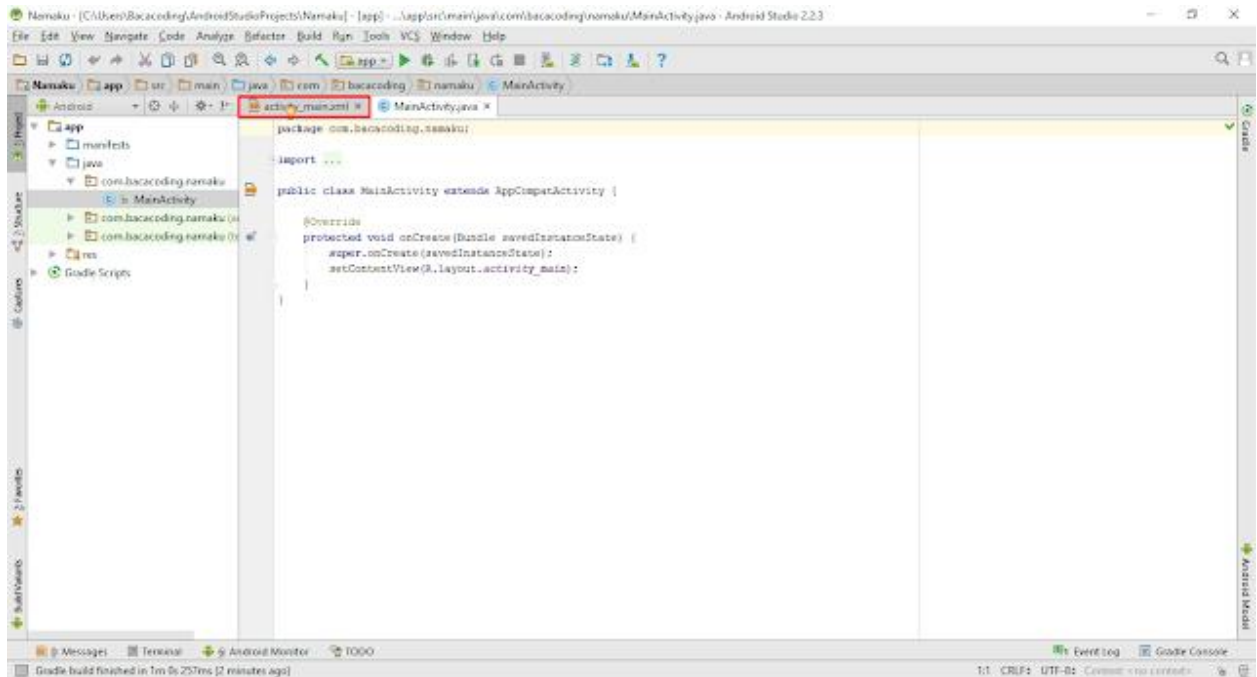 Namaku - [C:\Users\Bacacoding\AndroidStudioProjects\Namaku] - [app] - ...\app\src\main\java\com\bacacoding\namaku\MainActivity.java - Android Studio 2.2.3
File Edit View Navigate Code Analyze Refactor Build Run Tools VCS Window Help
app
Namaku app src main java com bacacoding namaku MainActivity
Android activity_main.xml MainActivity.java
1: Project
Gradle
app
manifests
java
com.bacacoding.namaku
MainActivity
com.bacacoding.namaku
com.bacacoding.namaku
res
Gradle Scripts
package com.bacacoding.namaku;
import ...
public class MainActivity extends AppCompatActivity {
@Override
protected void onCreate(Bundle savedInstanceState) {
super.onCreate(savedInstanceState);
setContentView(R.layout.activity_main);
}
}
Structure
Captures
2: Favorites
Build Variants
Android Model
Messages Terminal 6: Android Monitor TODO Event Log Gradle Console
Gradle build finished in 1m 0s 257ms (2 minutes ago) 1:1 CRLF÷ UTF-8÷ Context: <no context>